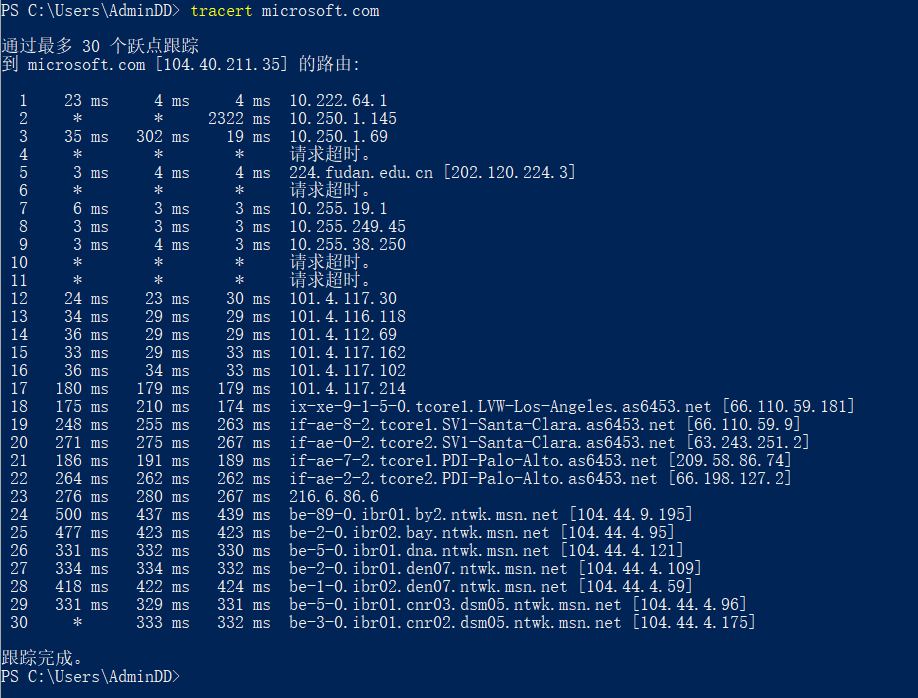 PS C:\Users\AdminDD> tracert microsoft.com
通过最多 30 个跃点跟踪
到 microsoft.com [104.40.211.35] 的路由:
1 23 ms 4 ms 4 ms 10.222.64.1
2 * * 2322 ms 10.250.1.145
3 35 ms 302 ms 19 ms 10.250.1.69
4 * * * 请求超时。
5 3 ms 4 ms 4 ms 224.fudan.edu.cn [202.120.224.3]
6 * * * 请求超时。
7 6 ms 3 ms 3 ms 10.255.19.1
8 3 ms 3 ms 3 ms 10.255.249.45
9 3 ms 4 ms 3 ms 10.255.38.250
10 * * * 请求超时。
11 * * * 请求超时。
12 24 ms 23 ms 30 ms 101.4.117.30
13 34 ms 29 ms 29 ms 101.4.116.118
14 36 ms 29 ms 29 ms 101.4.112.69
15 33 ms 29 ms 33 ms 101.4.117.162
16 36 ms 34 ms 33 ms 101.4.117.102
17 180 ms 179 ms 179 ms 101.4.117.214
18 175 ms 210 ms 174 ms ix-xe-9-1-5-0.tcore1.LVW-Los-Angeles.as6453.net [66.110.59.181]
19 248 ms 255 ms 263 ms if-ae-8-2.tcore1.SV1-Santa-Clara.as6453.net [66.110.59.9]
20 271 ms 275 ms 267 ms if-ae-0-2.tcore2.SV1-Santa-Clara.as6453.net [63.243.251.2]
21 186 ms 191 ms 189 ms if-ae-7-2.tcore1.PDI-Palo-Alto.as6453.net [209.58.86.74]
22 264 ms 262 ms 262 ms if-ae-2-2.tcore2.PDI-Palo-Alto.as6453.net [66.198.127.2]
23 276 ms 280 ms 267 ms 216.6.86.6
24 500 ms 437 ms 439 ms be-89-0.ibr01.by2.ntwk.msn.net [104.44.9.195]
25 477 ms 423 ms 423 ms be-2-0.ibr02.bay.ntwk.msn.net [104.44.4.95]
26 331 ms 332 ms 330 ms be-5-0.ibr01.dna.ntwk.msn.net [104.44.4.121]
27 334 ms 334 ms 332 ms be-2-0.ibr01.den07.ntwk.msn.net [104.44.4.109]
28 418 ms 422 ms 424 ms be-1-0.ibr02.den07.ntwk.msn.net [104.44.4.59]
29 331 ms 329 ms 331 ms be-5-0.ibr01.cnr03.dsm05.ntwk.msn.net [104.44.4.96]
30 * 333 ms 332 ms be-3-0.ibr01.cnr02.dsm05.ntwk.msn.net [104.44.4.175]
跟踪完成。
PS C:\Users\AdminDD>